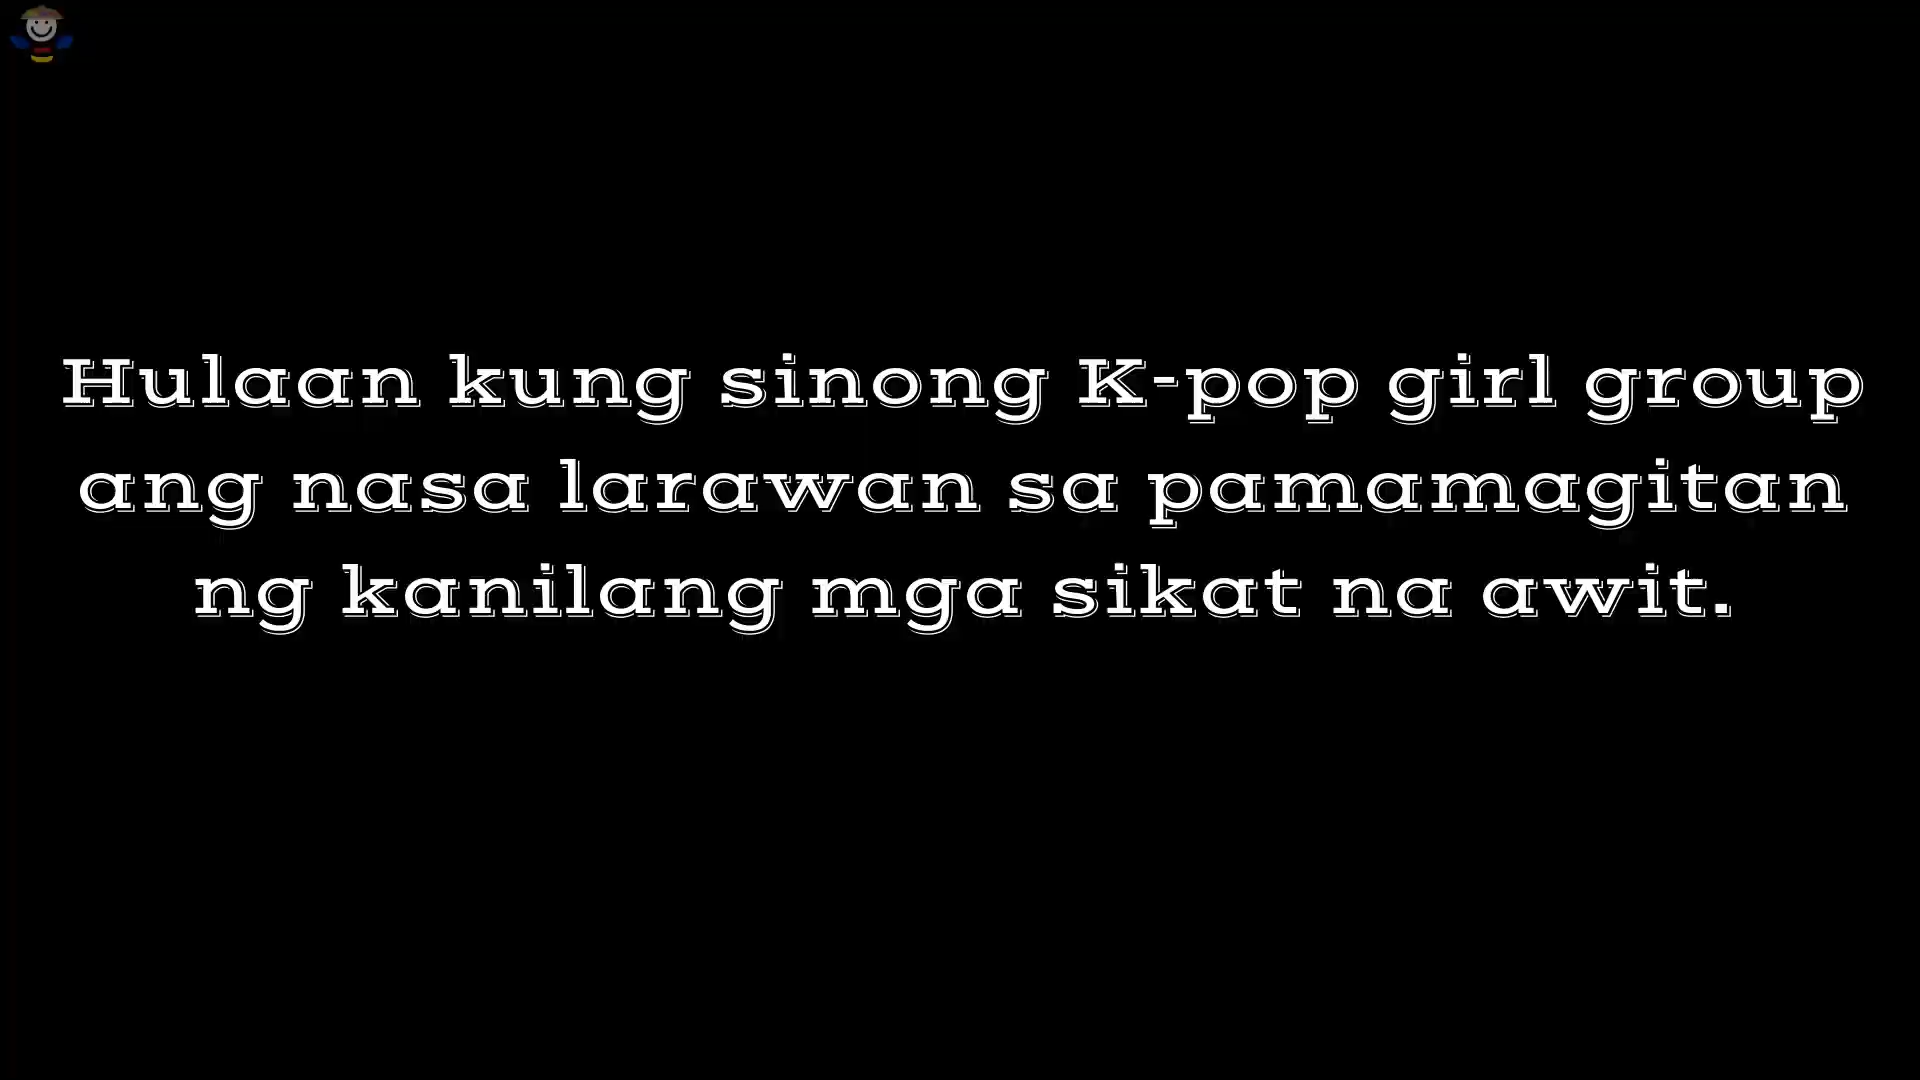 Hulaan kung sinong K-pop girl group
ang nasa larawan sa pamamagitan
ng kanilang mga sikat na awit.